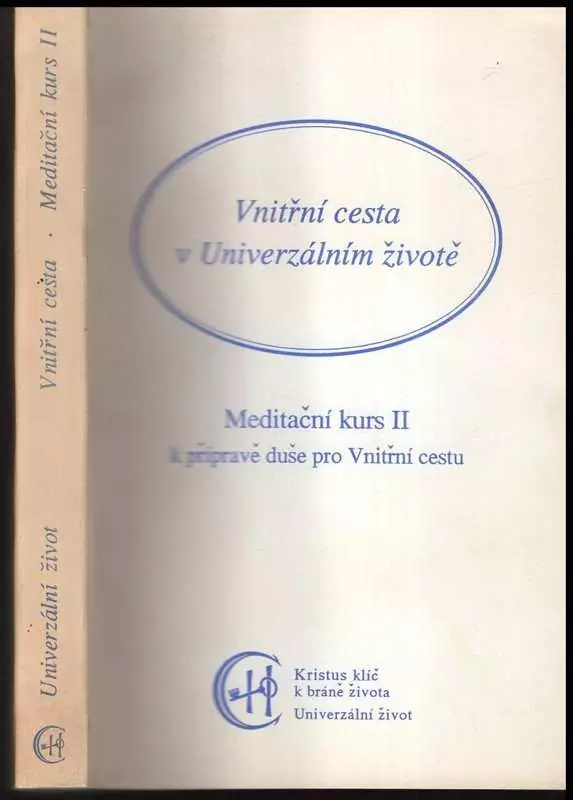 Vnitřní cesta
v Univerzálním životě
Meditační kurs II
k přípravě duše pro Vnitřní cestu
Kristus klíč
k bráně života
Univerzální život
Univerzální život Vnitřní cesta · Meditační kurs II